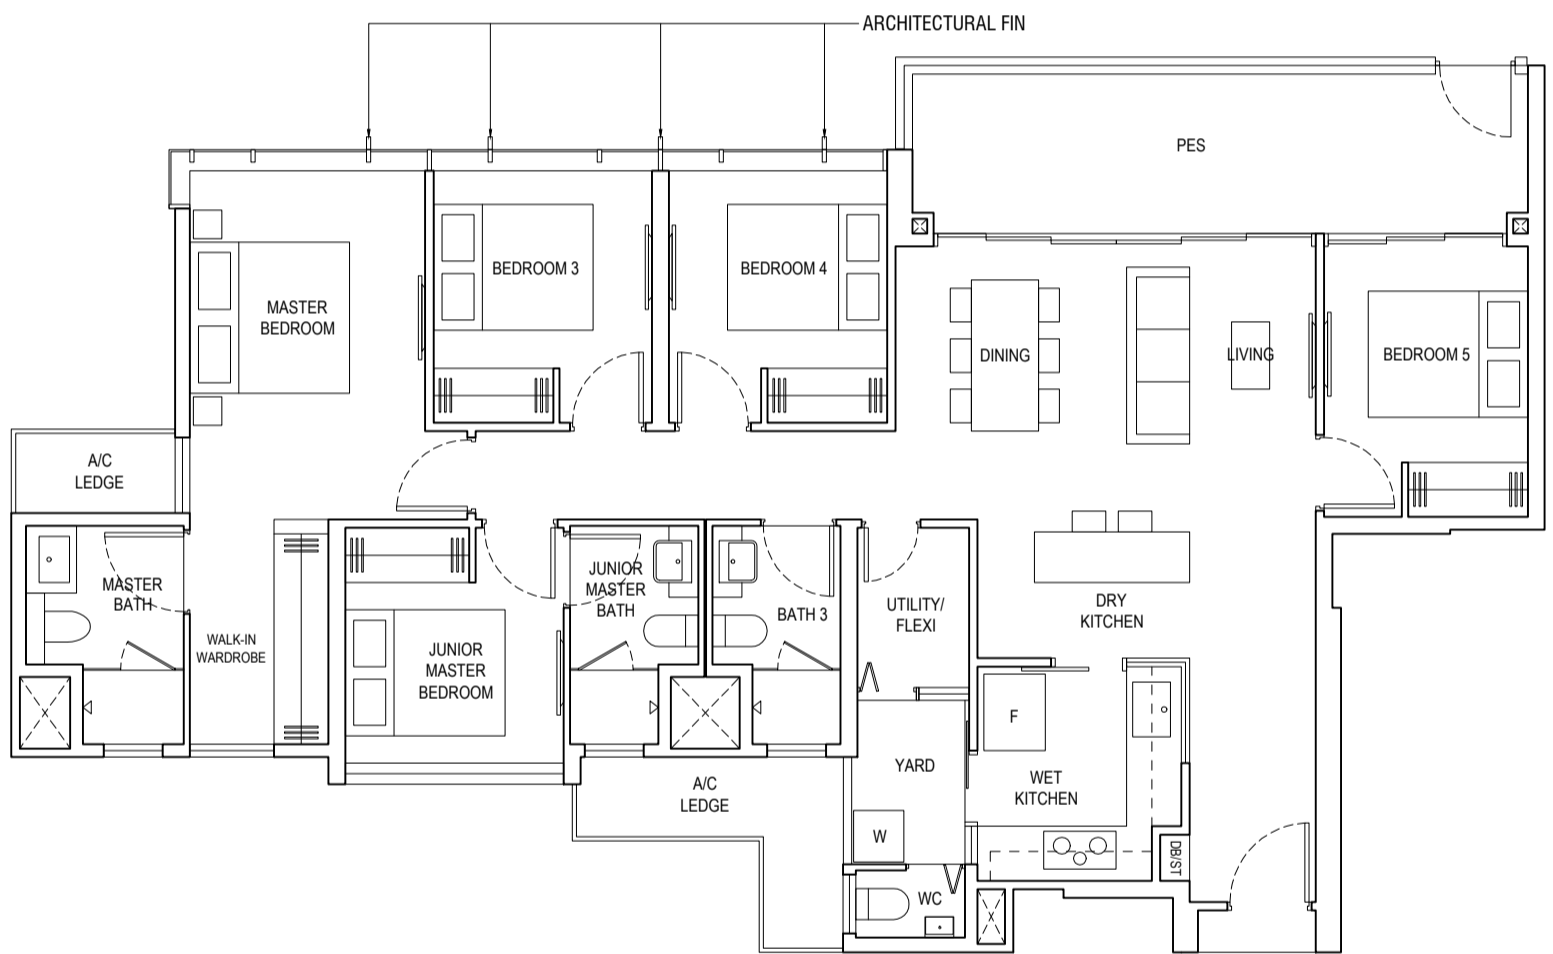 ARCHITECTURAL FIN
PES
BEDROOM 3
BEDROOM 4
MASTER
BEDROOM
DINING
LIVING
BEDROOM 5
A/C
LEDGE
MASTER
BATH
WALK-IN
WARDROBE
JUNIOR
MASTER
BEDROOM
JUNIOR
MASTER
BATH
BATH 3
UTILITY/
FLEXI
DRY
KITCHEN
F
YARD
WET
KITCHEN
A/C
LEDGE
W
DB/ST
WC